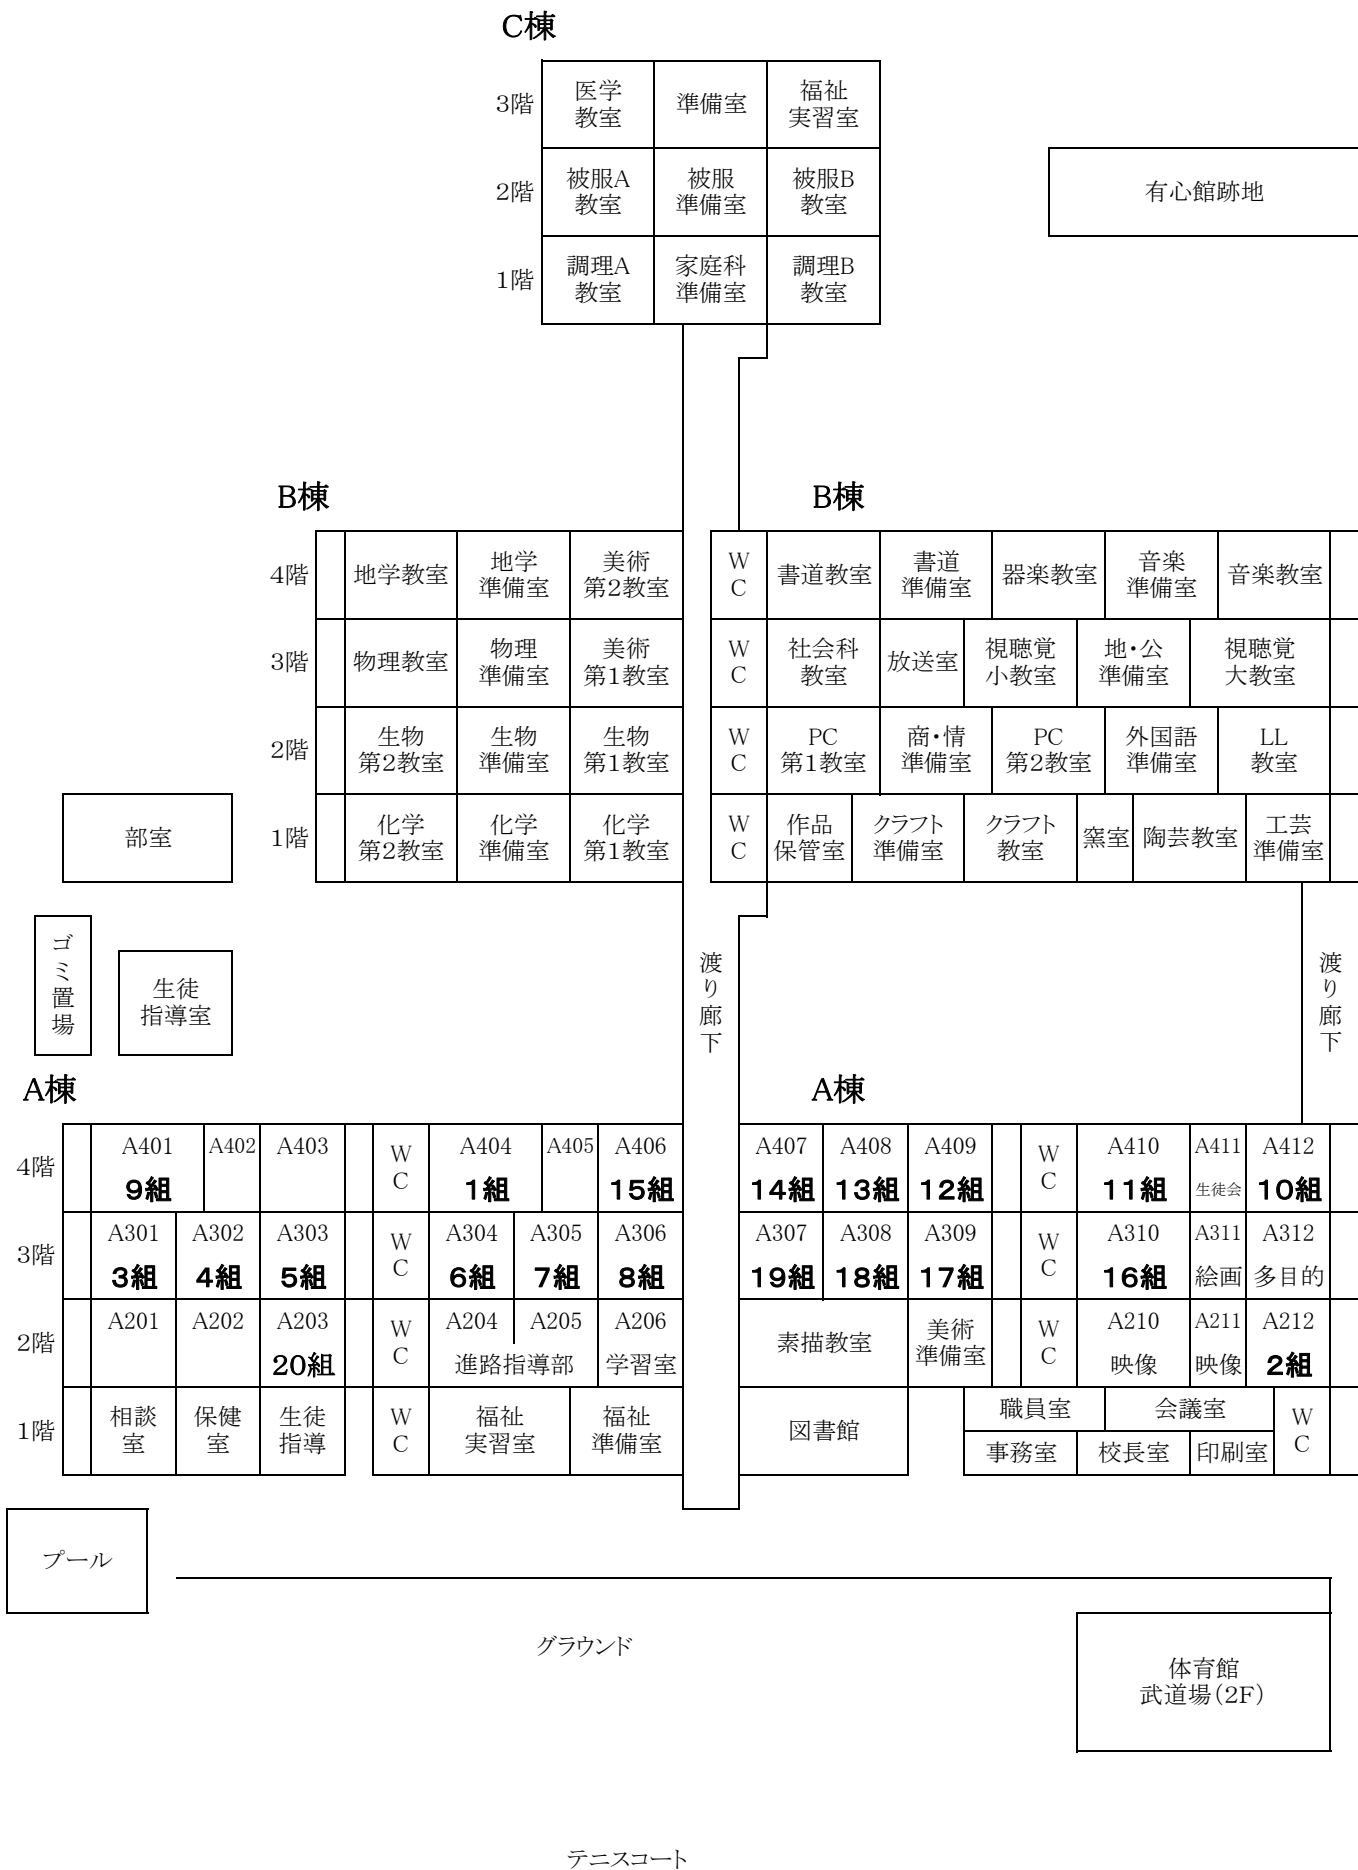 C棟
3階
医学
教室
準備室
福祉
実習室
2階
被服A
教室
被服
準備室
被服B
教室
1階
調理A
教室
家庭科
準備室
調理B
教室
有心館跡地
B棟
B棟
4階
地学教室
地学
準備室
美術
第2教室
W
C
書道教室
書道
準備室
器楽教室
音楽
準備室
音楽教室
3階
物理教室
物理
準備室
美術
第1教室
W
C
社会科
教室
放送室
視聴覚
小教室
地・公
準備室
視聴覚
大教室
2階
生物
第2教室
生物
準備室
生物
第1教室
W
C
PC
第1教室
商・情
準備室
PC
第2教室
外国語
準備室
LL
教室
部室
1階
化学
第2教室
化学
準備室
化学
第1教室
W
C
作品
保管室
クラフト
準備室
クラフト
教室
窯室
陶芸教室
工芸
準備室
ゴミ置場
生徒
指導室
渡り廊下
渡り廊下
A棟
A棟
4階
A401
9組
A402
A403
W
C
A404
1組
A405
A406
15組
A407
14組
A408
13組
A409
12組
W
C
A410
11組
A411
生徒会
A412
10組
3階
A301
3組
A302
4組
A303
5組
W
C
A304
6組
A305
7組
A306
8組
A307
19組
A308
18組
A309
17組
W
C
A310
16組
A311
絵画
A312
多目的
2階
A201
A202
A203
20組
W
C
A204
A205
進路指導部
A206
学習室
素描教室
美術
準備室
W
C
A210
映像
A211
映像
A212
2組
1階
相談
室
保健
室
生徒
指導
W
C
福祉
実習室
福祉
準備室
図書館
職員室
会議室
事務室
校長室
印刷室
W
C
プール
グラウンド
体育館
武道場(2F)
テニスコート